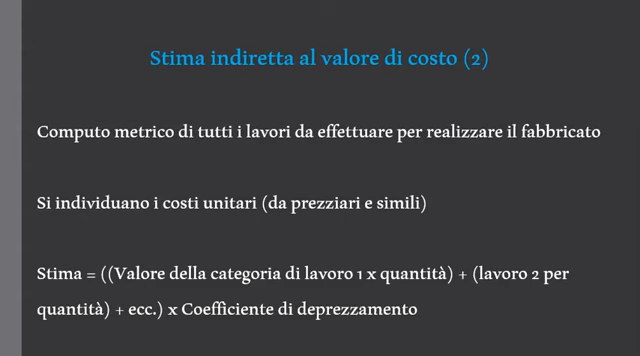 Stima indiretta al valore di costo (2)
Computo metrico di tutti i lavori da effettuare per realizzare il fabbricato
Si individuano i costi unitari (da prezziari e simili)
Stima = ((Valore della categoria di lavoro 1 x quantità) + (lavoro 2 per
quantità) + ecc.) x Coefficiente di deprezzamento